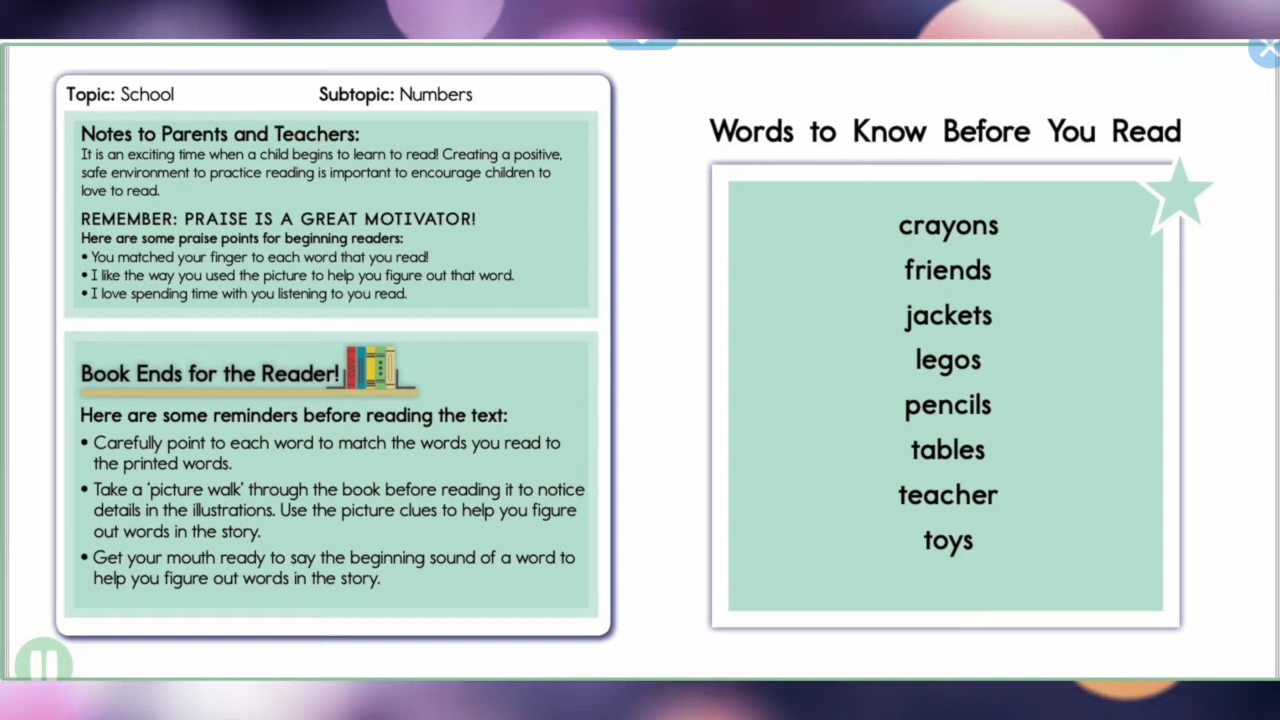 Topic: School
Subtopic: Numbers
Notes to Parents and Teachers:
It is an exciting time when a child begins to learn to read! Creating a positive,
safe environment to practice reading is important to encourage children to
love to read.
REMEMBER: PRAISE IS A GREAT MOTIVATOR!
Here are some praise points for beginning readers:
• You matched your finger to each word that you read!
• I like the way you used the picture to help you figure out that word.
• I love spending time with you listening to you read.
Book Ends for the Reader!
Here are some reminders before reading the text:
• Carefully point to each word to match the words you read to
the printed words.
• Take a ‘picture walk’ through the book before reading it to notice
details in the illustrations. Use the picture clues to help you figure
out words in the story.
• Get your mouth ready to say the beginning sound of a word to
help you figure out words in the story.
Words to Know Before You Read
crayons
friends
jackets
legos
pencils
tables
teacher
toys